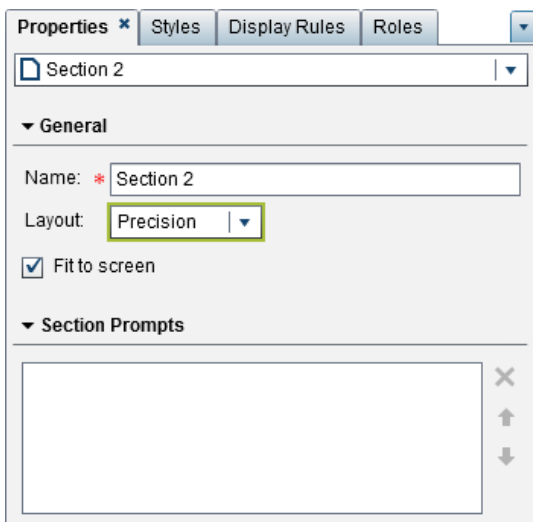 Properties Styles Display Rules Roles
Section 2
General
Name: * Section 2
Layout: Precision
Fit to screen
Section Prompts